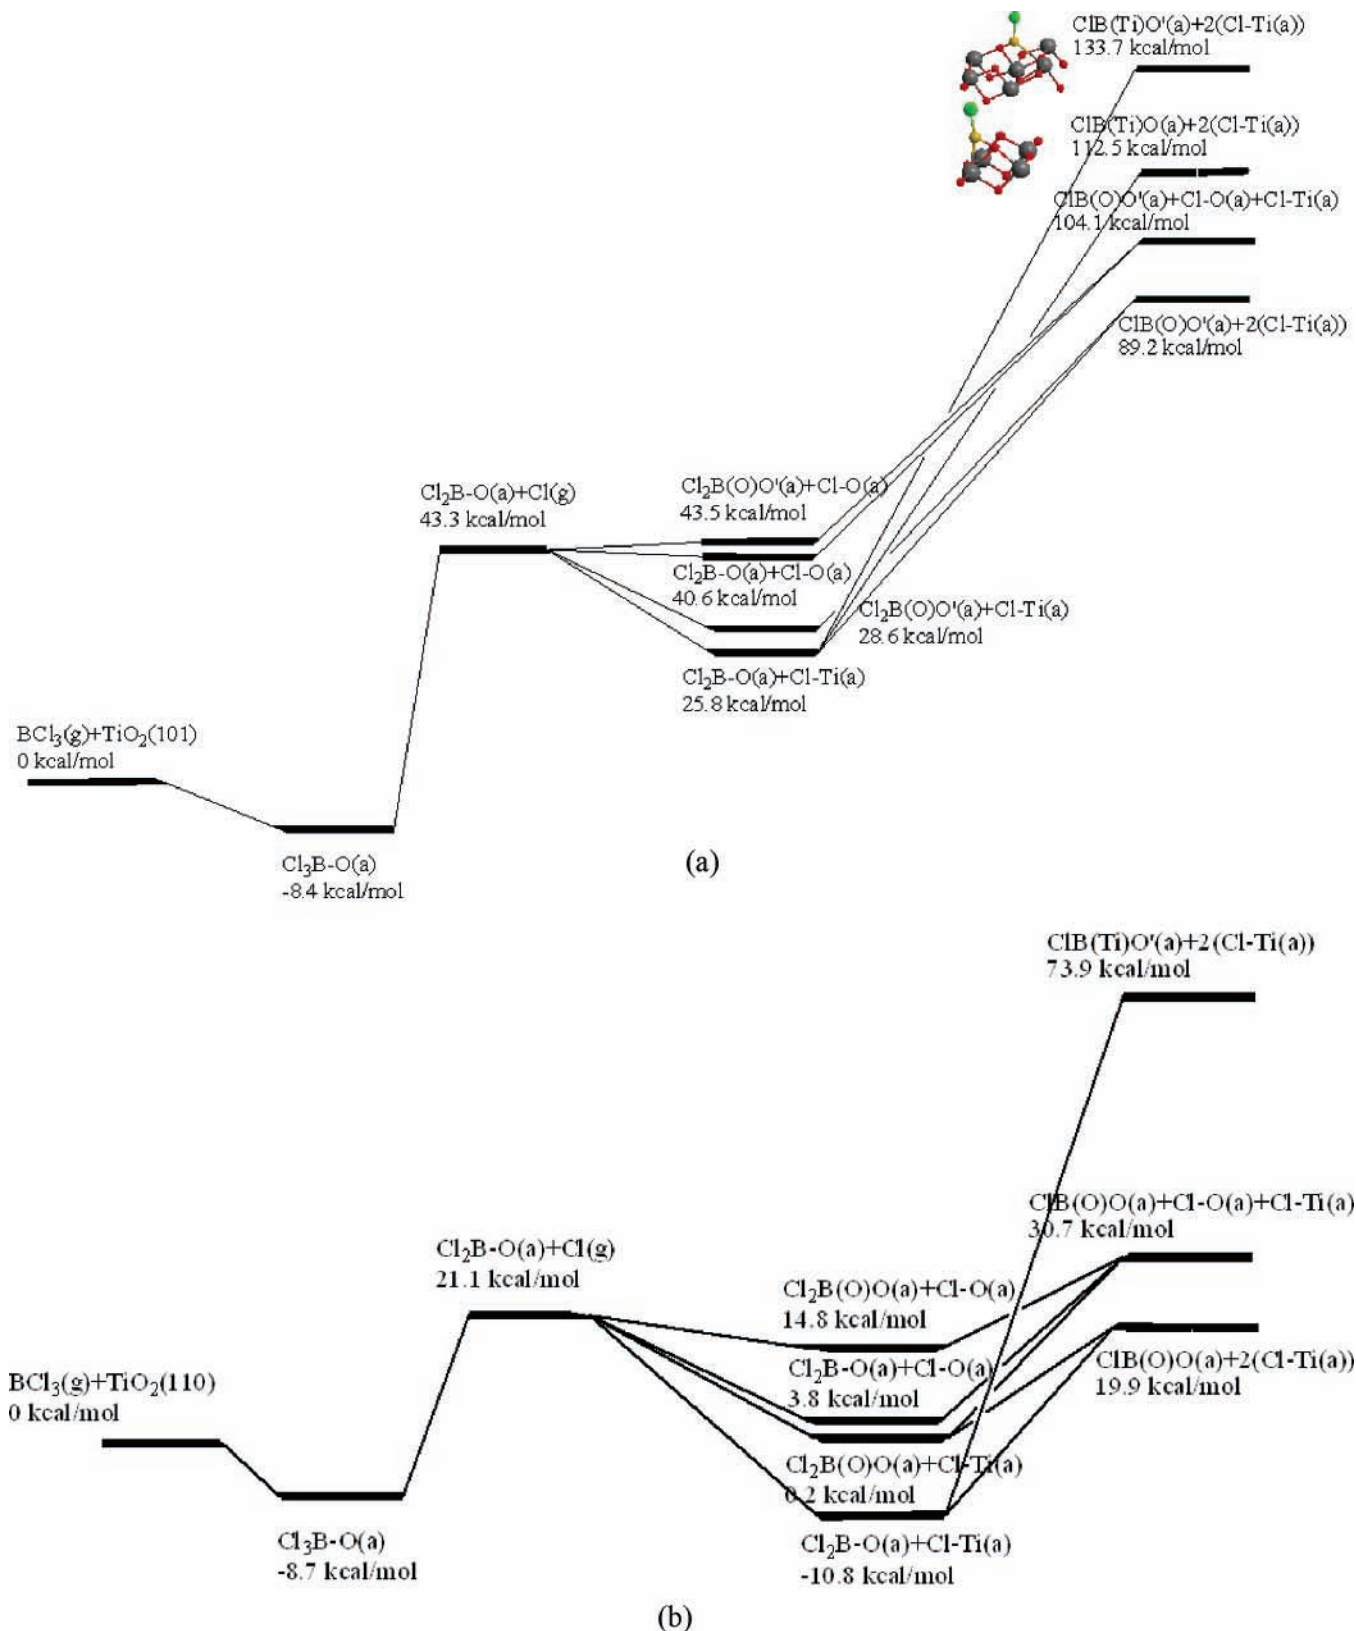 ClB(Ti)O'(a)+2(Cl-Ti(a))
133.7 kcal/mol
ClB(Ti)O(a)+2(Cl-Ti(a))
112.5 kcal/mol
ClB(O)O'(a)+Cl-O(a)+Cl-Ti(a)
104.1 kcal/mol
ClB(O)O'(a)+2(Cl-Ti(a))
89.2 kcal/mol
Cl₂B-O(a)+Cl(g)
43.3 kcal/mol
Cl₂B(O)O'(a)+Cl-O(a)
43.5 kcal/mol
Cl₂B-O(a)+Cl-O(a)
40.6 kcal/mol
Cl₂B(O)O'(a)+Cl-Ti(a)
28.6 kcal/mol
Cl₂B-O(a)+Cl-Ti(a)
25.8 kcal/mol
BCl₃(g)+TiO₂(101)
0 kcal/mol
Cl₃B-O(a)
-8.4 kcal/mol
(a)
ClB(Ti)O'(a)+2(Cl-Ti(a))
73.9 kcal/mol
ClB(O)O(a)+Cl-O(a)+Cl-Ti(a)
30.7 kcal/mol
Cl₂B-O(a)+Cl(g)
21.1 kcal/mol
Cl₂B(O)O(a)+Cl-O(a)
14.8 kcal/mol
Cl₂B-O(a)+Cl-O(a)
3.8 kcal/mol
ClB(O)O(a)+2(Cl-Ti(a))
19.9 kcal/mol
BCl₃(g)+TiO₂(110)
0 kcal/mol
Cl₂B(O)O(a)+Cl-Ti(a)
0.2 kcal/mol
Cl₃B-O(a)
-8.7 kcal/mol
Cl₂B-O(a)+Cl-Ti(a)
-10.8 kcal/mol
(b)